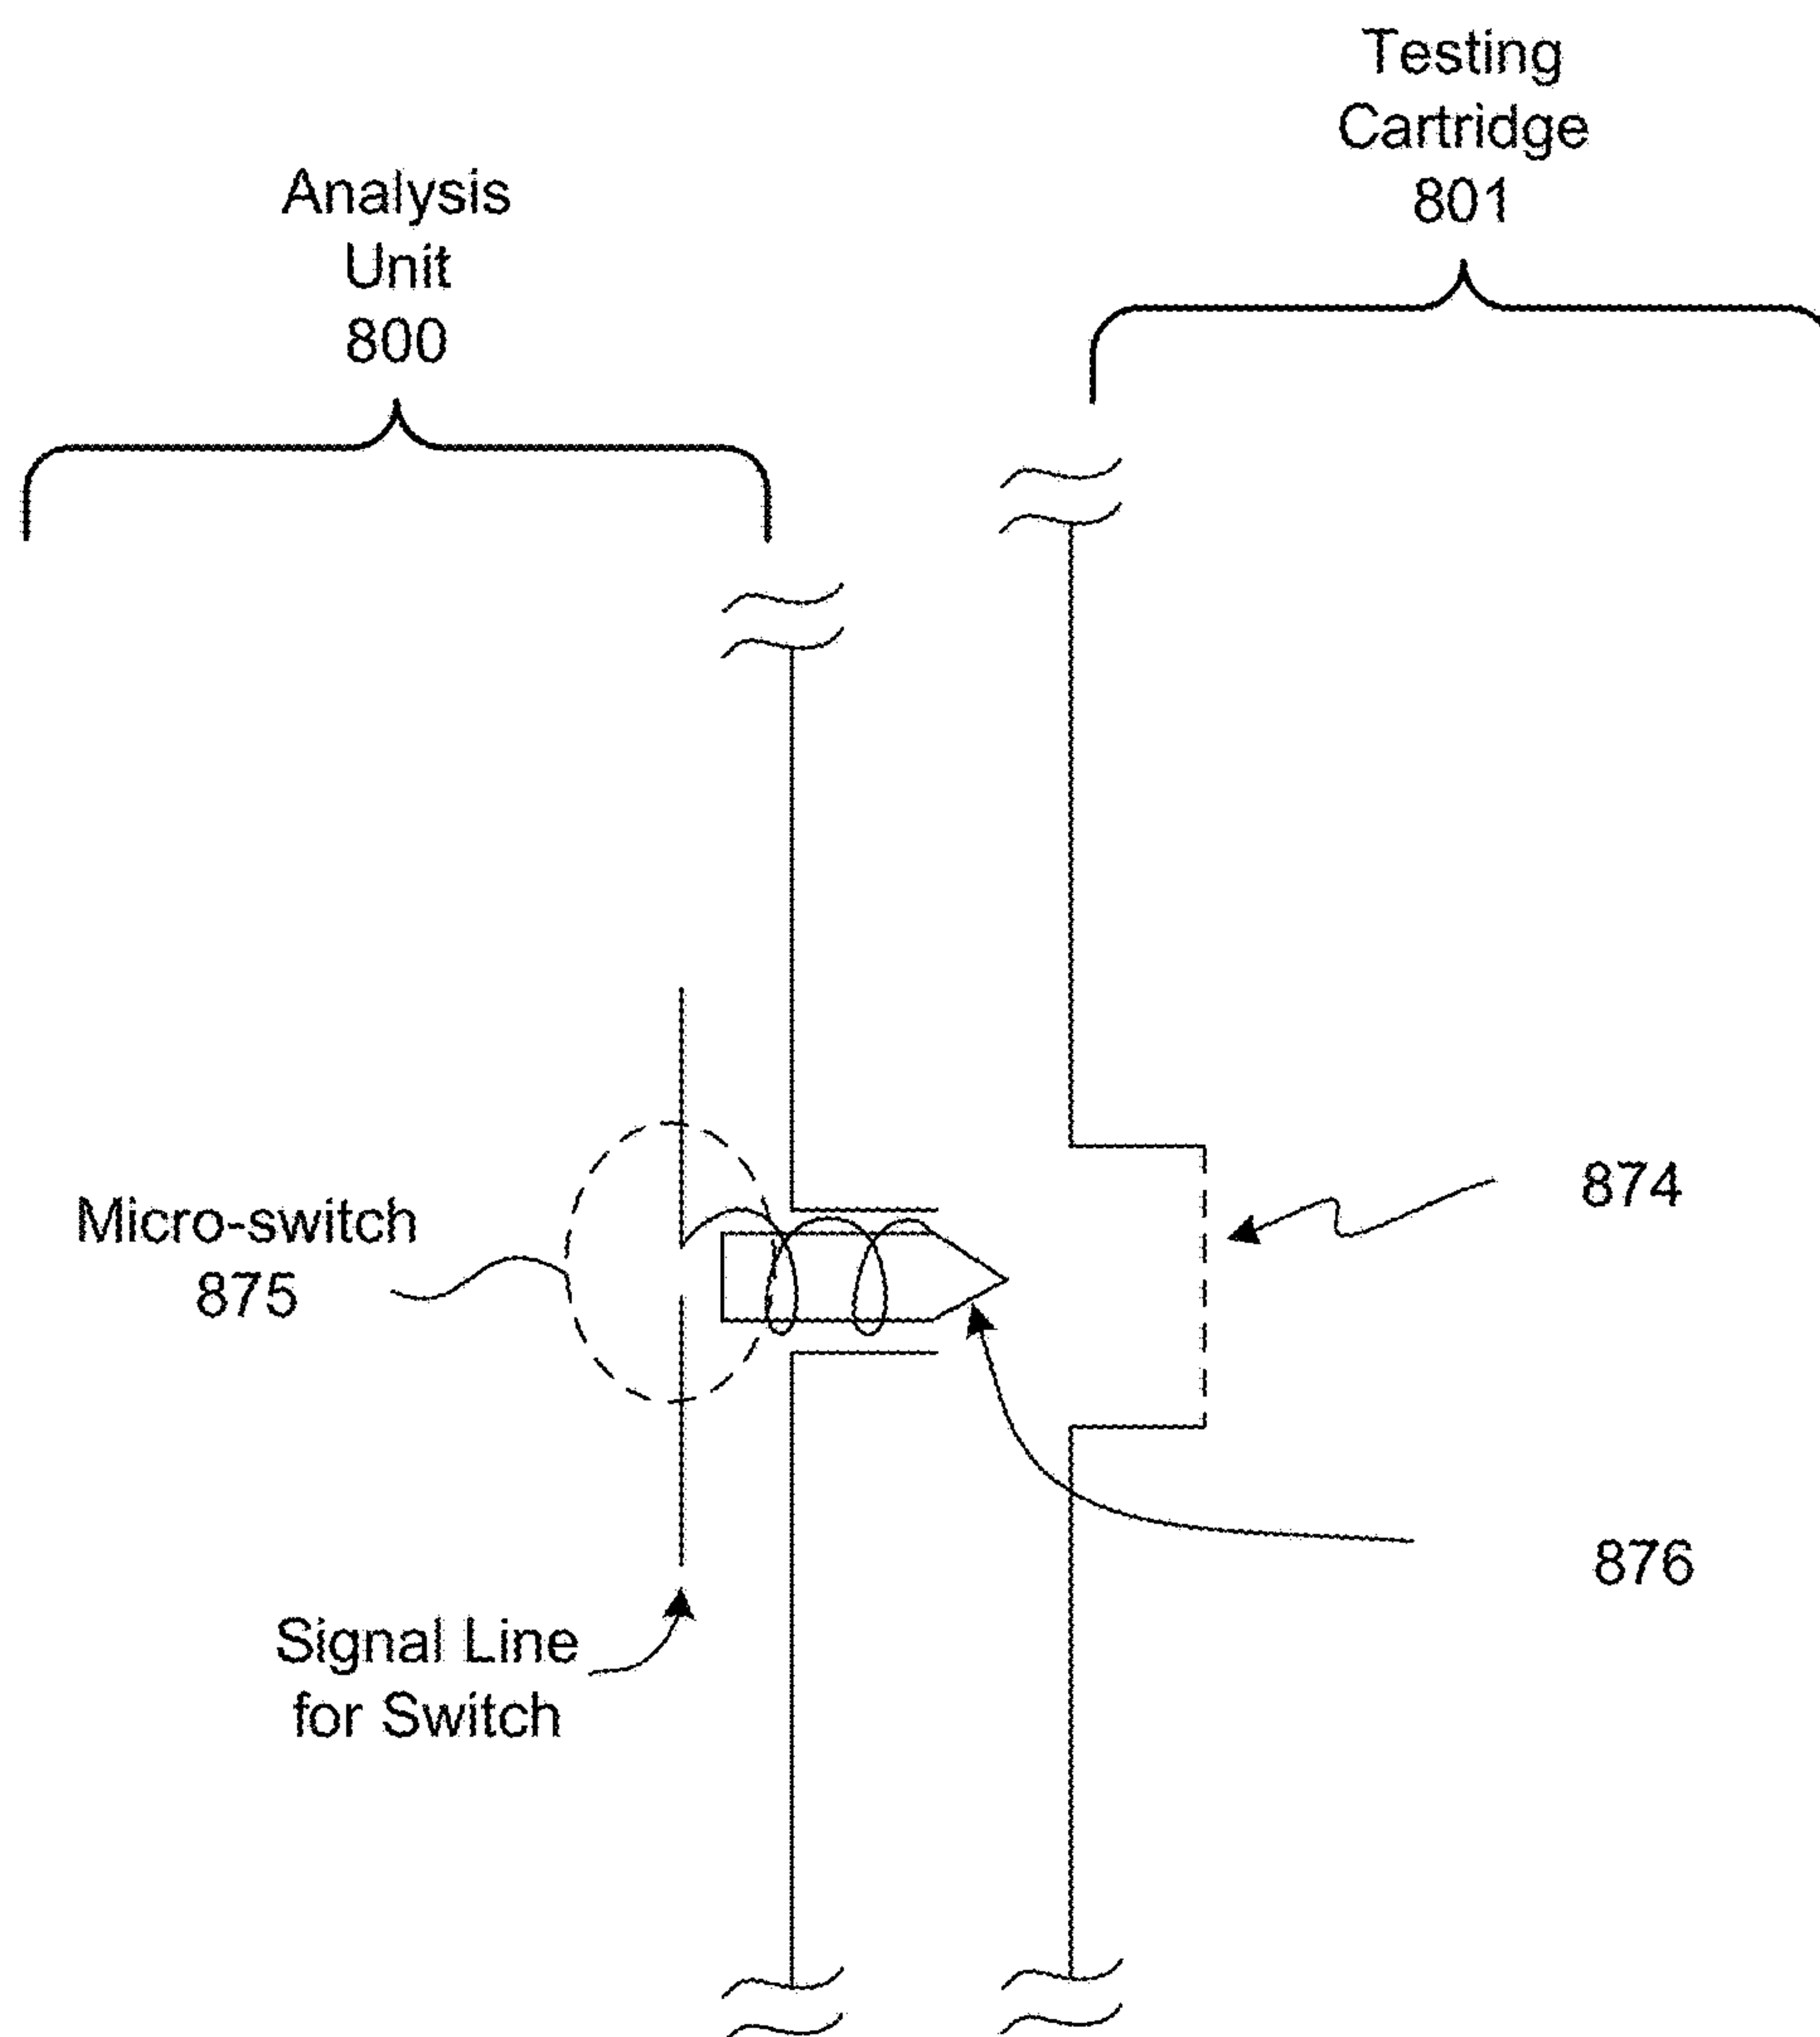 Testing
Cartridge
801
Analysis
Unit
800
Micro-switch
875
874
876
Signal Line
for Switch